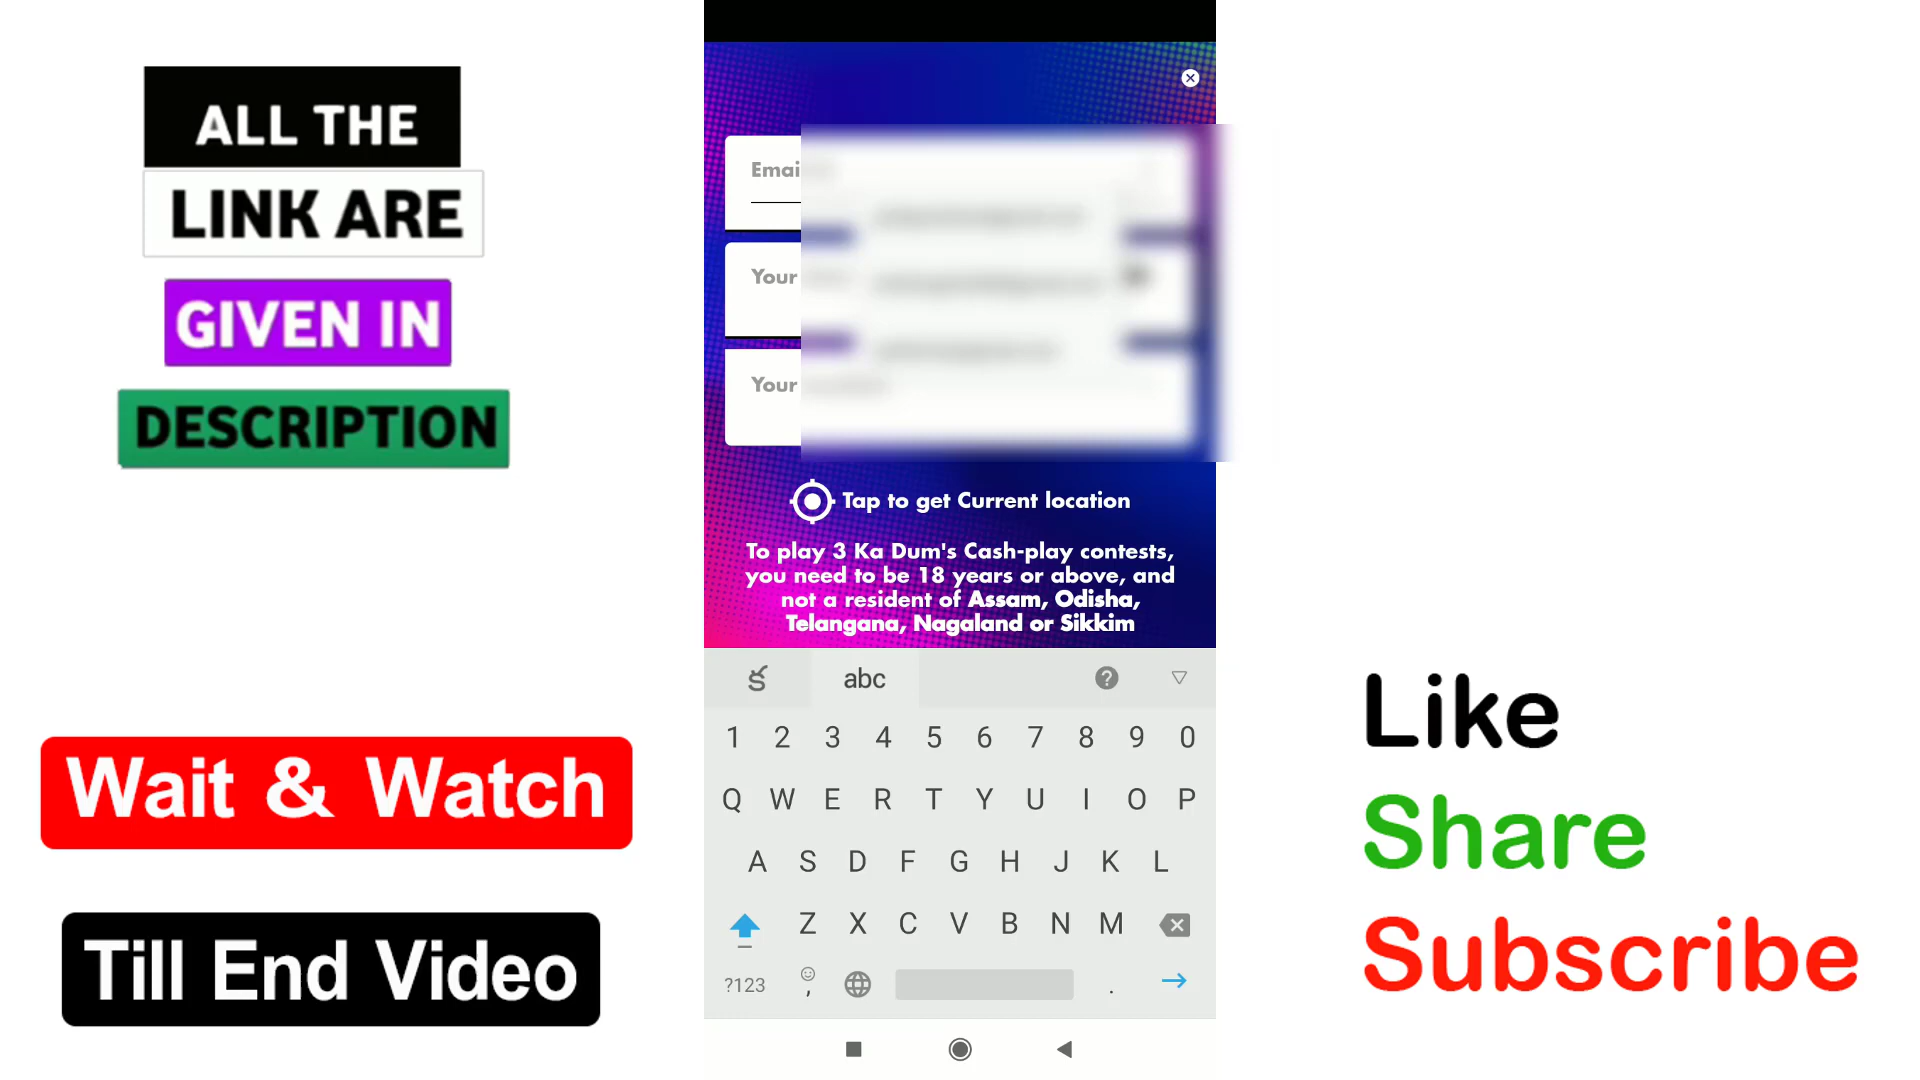 ALL THE
LINK ARE
GIVEN IN
DESCRIPTION
Wait & Watch
Till End Video
Emai
Your
Your
Tap to get Current location
To play 3 Ka Dum's Cash-play contests,
you need to be 18 years or above, and
not a resident of Assam, Odisha,
Telangana, Nagaland or Sikkim
క abc ?
1 2 3 4 5 6 7 8 9 0
Q W E R T Y U I O P
A S D F G H J K L
Z X C V B N M
?123 , .
Like
Share
Subscribe